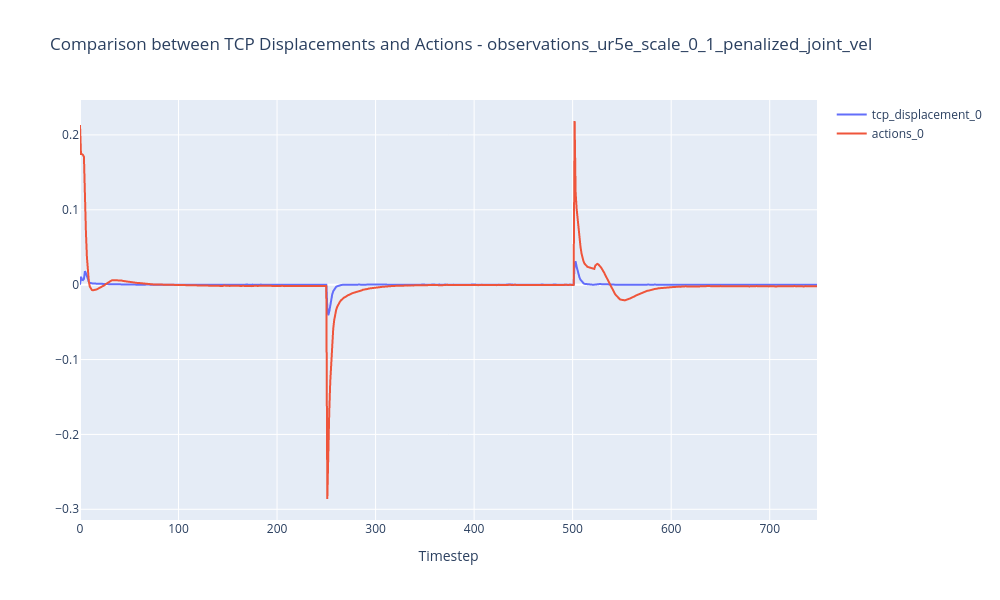 Comparison between TCP Displacements and Actions - observations_ur5e_scale_0_1_penalized_joint_vel
tcp_displacement_0
actions_0
0.2
0.1
0
−0.1
−0.2
−0.3
0 100 200 300 400 500 600 700
Timestep